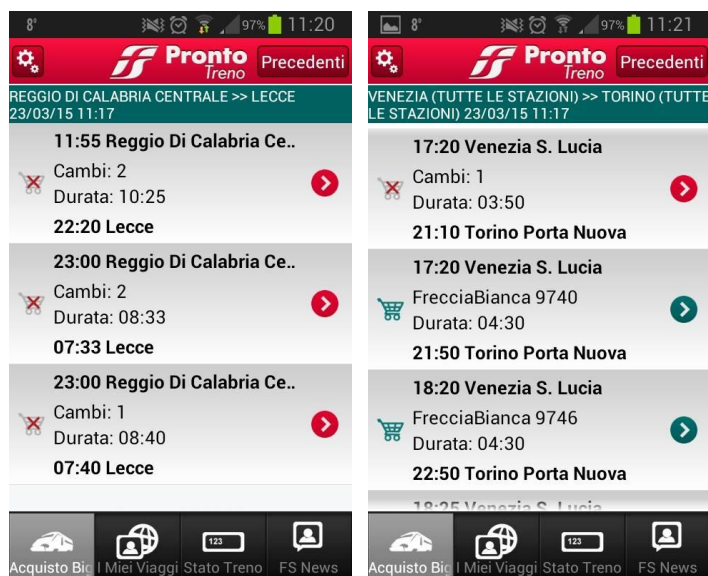 8°
97%
11:20
Pronto
Treno
Precedenti
REGGIO DI CALABRIA CENTRALE >> LECCE
23/03/15 11:17
11:55 Reggio Di Calabria Ce..
Cambi: 2
Durata: 10:25
22:20 Lecce
23:00 Reggio Di Calabria Ce..
Cambi: 2
Durata: 08:33
07:33 Lecce
23:00 Reggio Di Calabria Ce..
Cambi: 1
Durata: 08:40
07:40 Lecce
123
Acquisto Big
I Miei Viaggi
Stato Treno
FS News
8°
97%
11:21
Pronto
Treno
Precedenti
VENEZIA (TUTTE LE STAZIONI) >> TORINO (TUTTE
LE STAZIONI) 23/03/15 11:17
17:20 Venezia S. Lucia
Cambi: 1
Durata: 03:50
21:10 Torino Porta Nuova
17:20 Venezia S. Lucia
FrecciaBianca 9740
Durata: 04:30
21:50 Torino Porta Nuova
18:20 Venezia S. Lucia
FrecciaBianca 9746
Durata: 04:30
22:50 Torino Porta Nuova
18:25 Venezia S. Lucia
123
Acquisto Big
I Miei Viaggi
Stato Treno
FS News